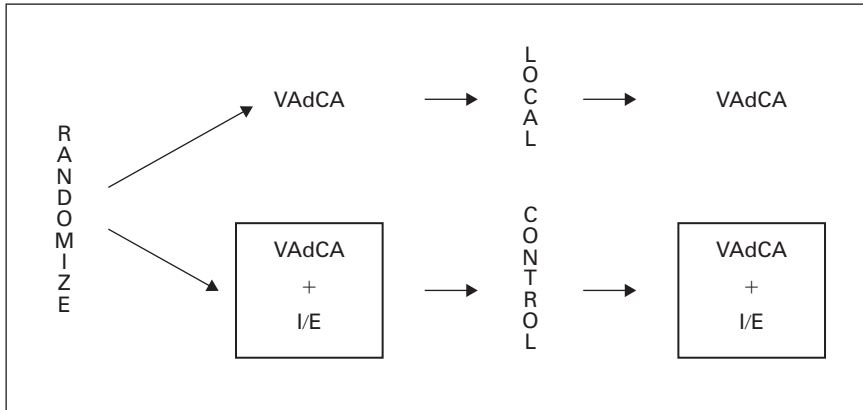 RANDOMIZE
VAdCA
LOCAL
VAdCA
VAdCA
+
I/E
CONTROL
VAdCA
+
I/E